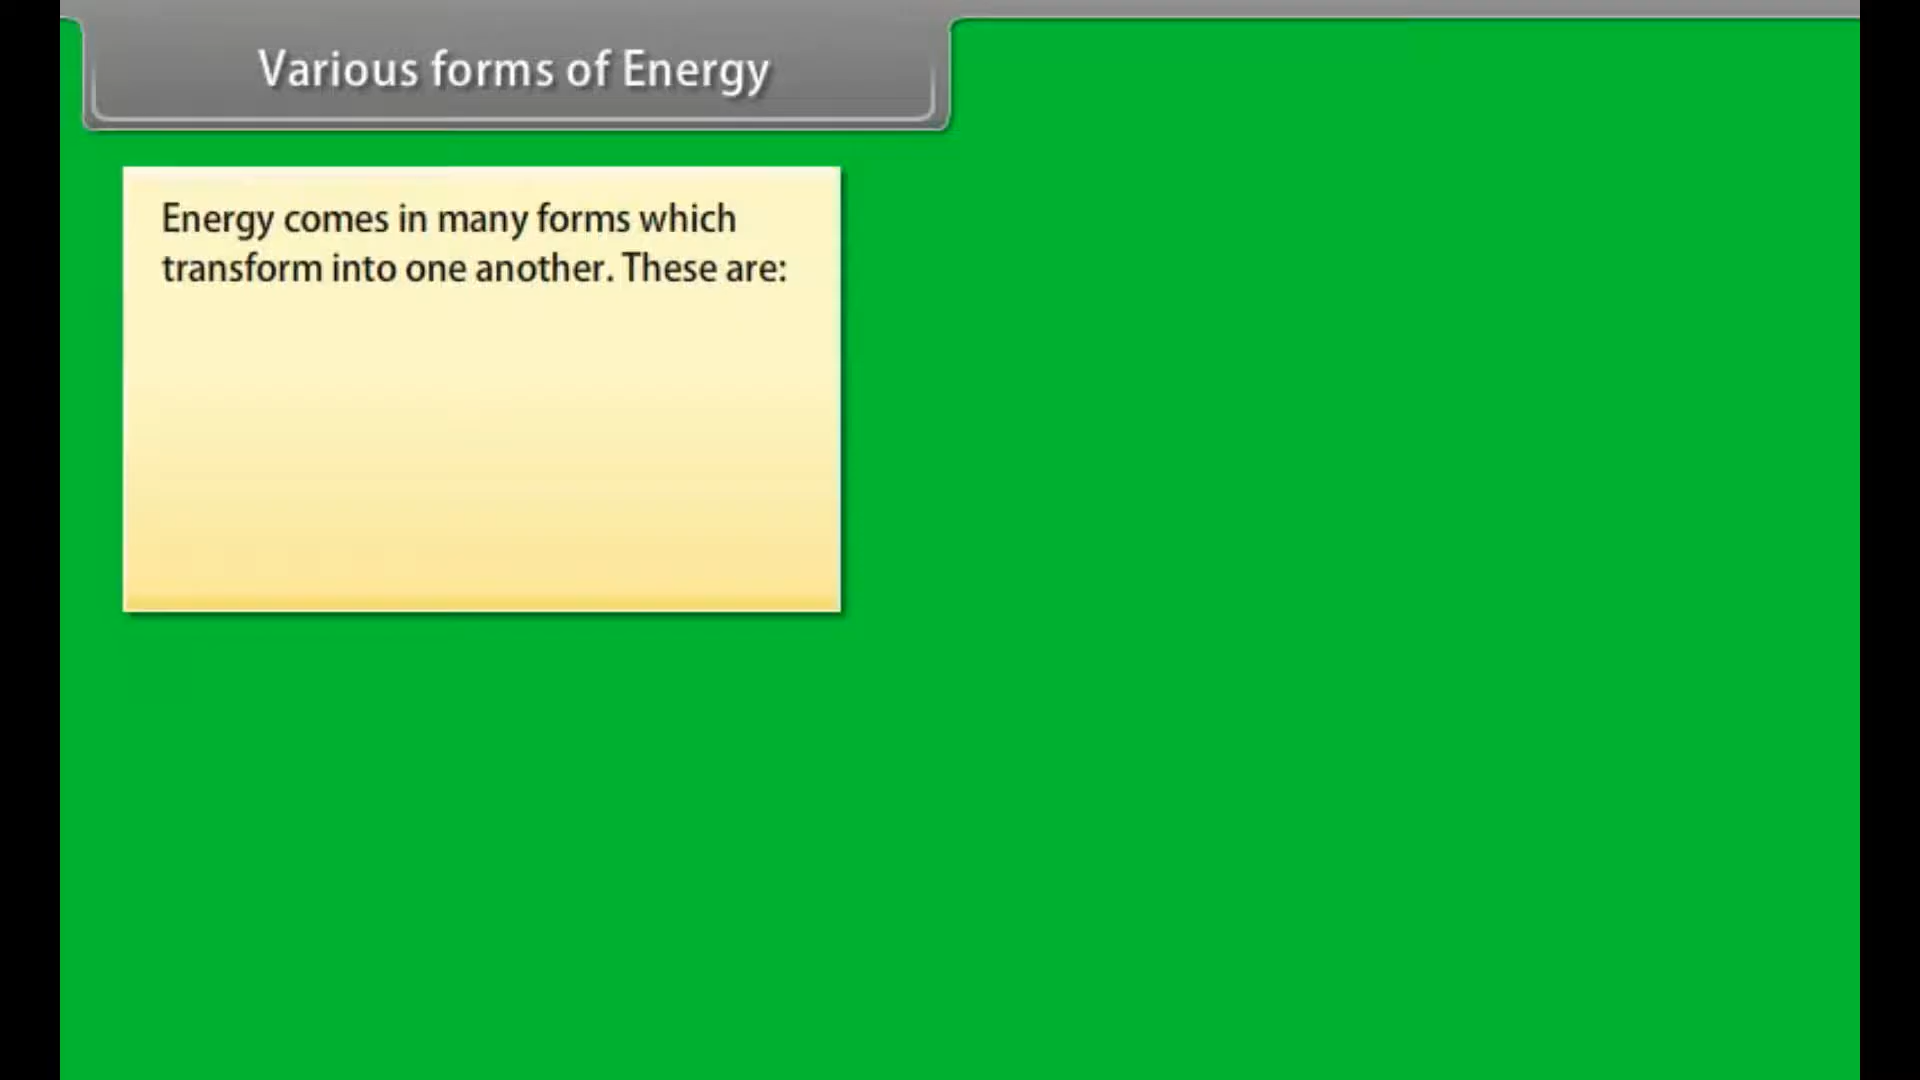 Various forms of Energy
Energy comes in many forms which
transform into one another. These are: